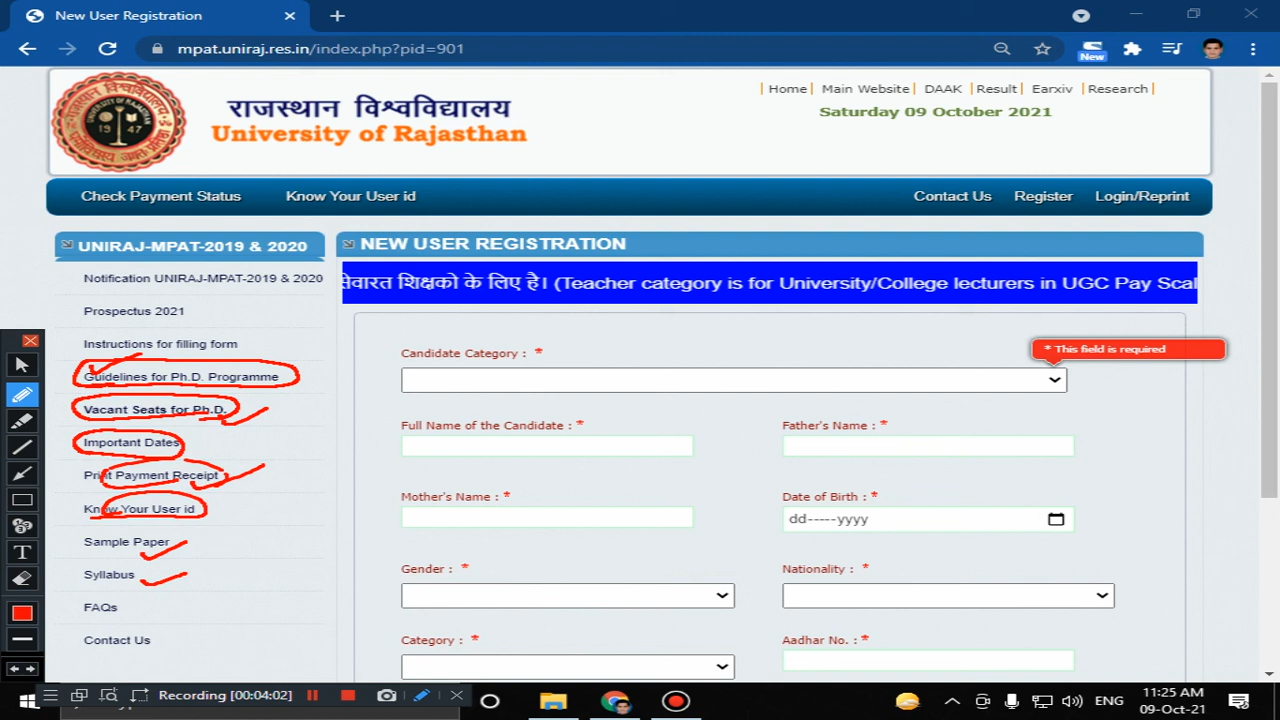 New User Registration
mpat.uniraj.res.in/index.php?pid=901
New
राजस्थान विश्वविद्यालय
University of Rajasthan
1947
Home Main Website DAAK Result Earxiv Research
Saturday 09 October 2021
Check Payment Status Know Your User id Contact Us Register Login/Reprint
UNIRAJ-MPAT-2019 & 2020
Notification UNIRAJ-MPAT-2019 & 2020
Prospectus 2021
Instructions for filling form
Guidelines for Ph.D. Programme
Vacant Seats for Ph.D.
Important Dates
Print Payment Receipt
Know Your User id
Sample Paper
Syllabus
FAQs
Contact Us
NEW USER REGISTRATION
सेवारत शिक्षको के लिए है। (Teacher category is for University/College lecturers in UGC Pay Scal
* This field is required
Candidate Category : *
Full Name of the Candidate : * Father's Name : *
Mother's Name : * Date of Birth : *
dd-----yyyy
Gender : * Nationality : *
Category : * Aadhar No. : *
T
Recording [00:04:02]
ENG
11:25 AM
09-Oct-21